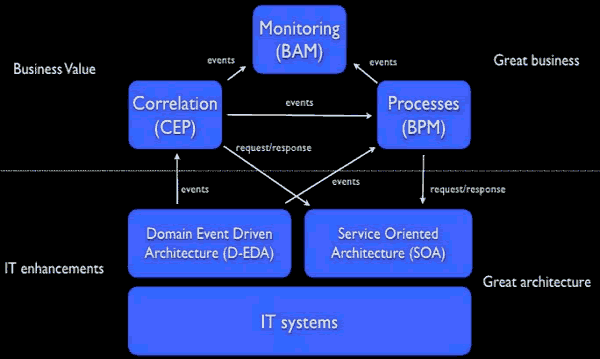 Monitoring
(BAM)
Business Value
events
events
Great business
Correlation
(CEP)
events
Processes
(BPM)
request/response
events
events
request/response
Domain Event Driven
Architecture (D-EDA)
Service Oriented
Architecture (SOA)
IT enhancements
Great architecture
IT systems